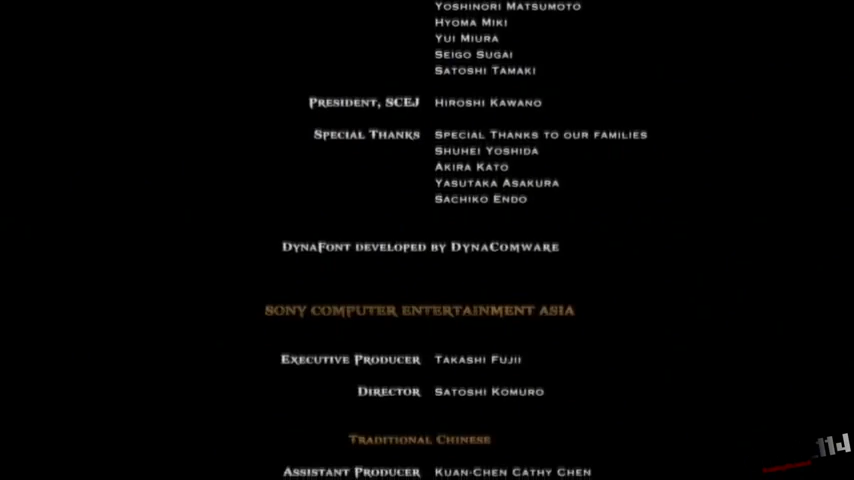 YOSHINORI MATSUMOTO
HYOMA MIKI
YUI MIURA
SEIGO SUGAI
SATOSHI TAMAKI
PRESIDENT, SCEJ HIROSHI KAWANO
SPECIAL THANKS SPECIAL THANKS TO OUR FAMILIES
SHUHEI YOSHIDA
AKIRA KATO
YASUTAKA ASAKURA
SACHIKO ENDO
DYNAFONT DEVELOPED BY DYNACOMWARE
SONY COMPUTER ENTERTAINMENT ASIA
EXECUTIVE PRODUCER TAKASHI FUJII
DIRECTOR SATOSHI KOMURO
TRADITIONAL CHINESE
ASSISTANT PRODUCER KUAN-CHEN CATHY CHEN